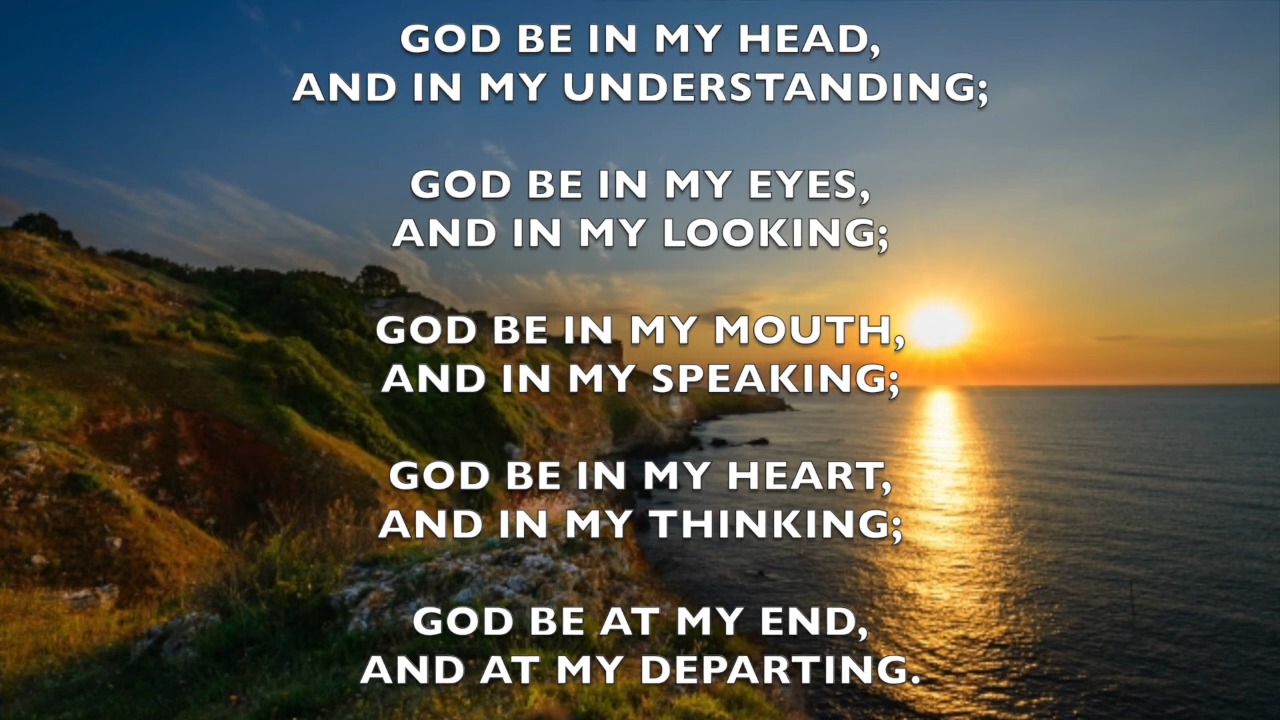 GOD BE IN MY HEAD,
AND IN MY UNDERSTANDING;
GOD BE IN MY EYES,
AND IN MY LOOKING;
GOD BE IN MY MOUTH,
AND IN MY SPEAKING;
GOD BE IN MY HEART,
AND IN MY THINKING;
GOD BE AT MY END,
AND AT MY DEPARTING.